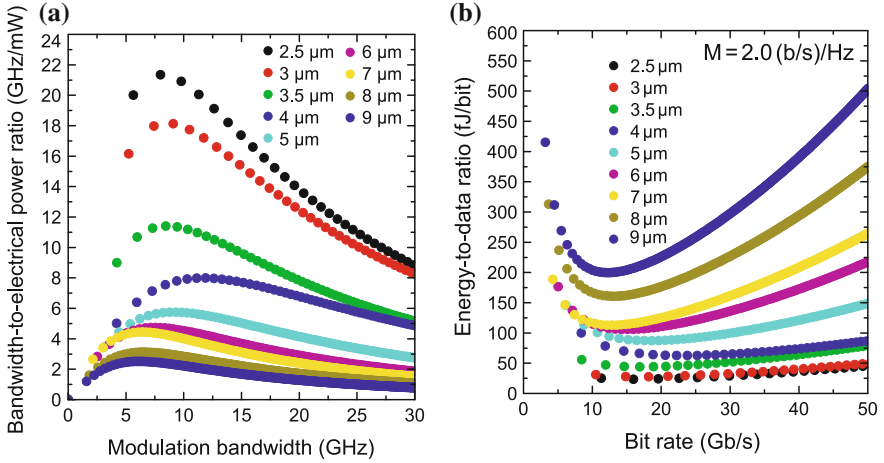 (a)
Bandwidth-to-electrical power ratio (GHz/mW)
24
22
20
18
16
14
12
10
8
6
4
2
0
2.5 µm
3 µm
3.5 µm
4 µm
5 µm
6 µm
7 µm
8 µm
9 µm
0 5 10 15 20 25 30
Modulation bandwidth (GHz)
(b)
Energy-to-data ratio (fJ/bit)
600
550
500
450
400
350
300
250
200
150
100
50
0
M = 2.0 (b/s)/Hz
2.5 µm
3 µm
3.5 µm
4 µm
5 µm
6 µm
7 µm
8 µm
9 µm
0 10 20 30 40 50
Bit rate (Gb/s)